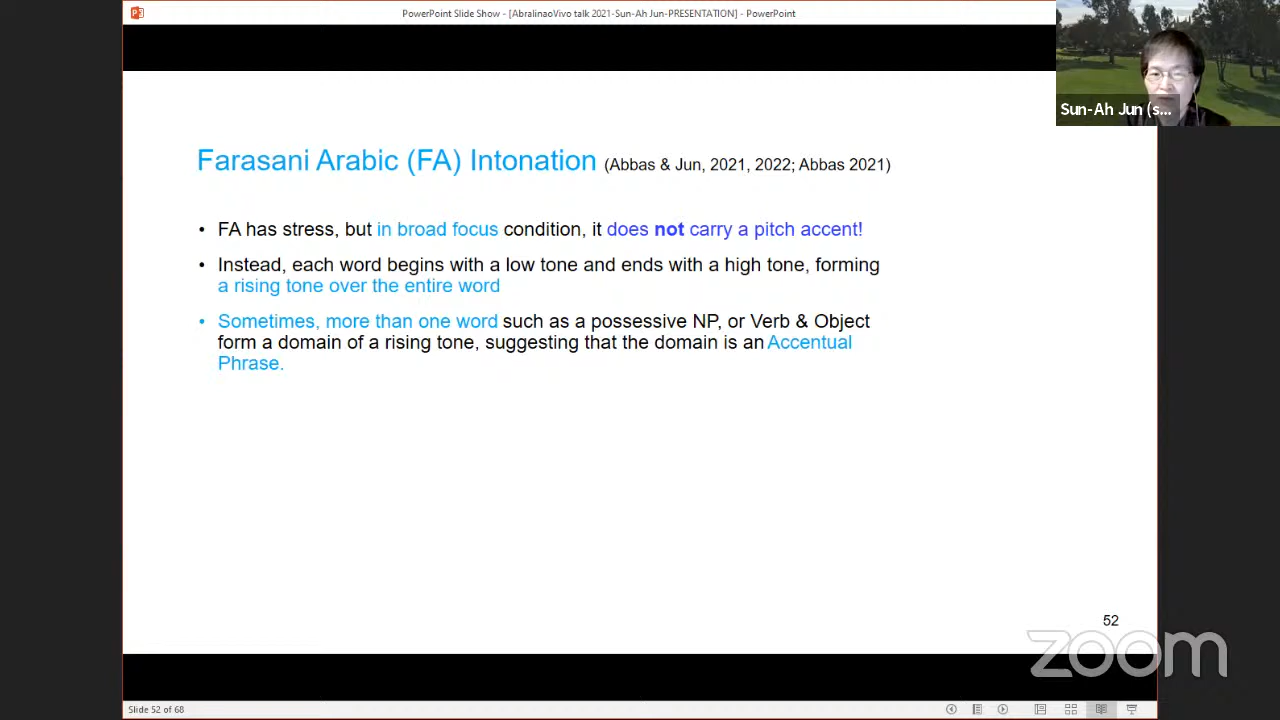 PowerPoint Slide Show - [AbralinaoVivo talk 2021-Sun-Ah Jun-PRESENTATION] - PowerPoint
Sun-Ah Jun (s...
Farasani Arabic (FA) Intonation (Abbas & Jun, 2021, 2022; Abbas 2021)
• FA has stress, but in broad focus condition, it does not carry a pitch accent!
• Instead, each word begins with a low tone and ends with a high tone, forming
a rising tone over the entire word
• Sometimes, more than one word such as a possessive NP, or Verb & Object
form a domain of a rising tone, suggesting that the domain is an Accentual
Phrase.
52
zoom
Slide 52 of 68